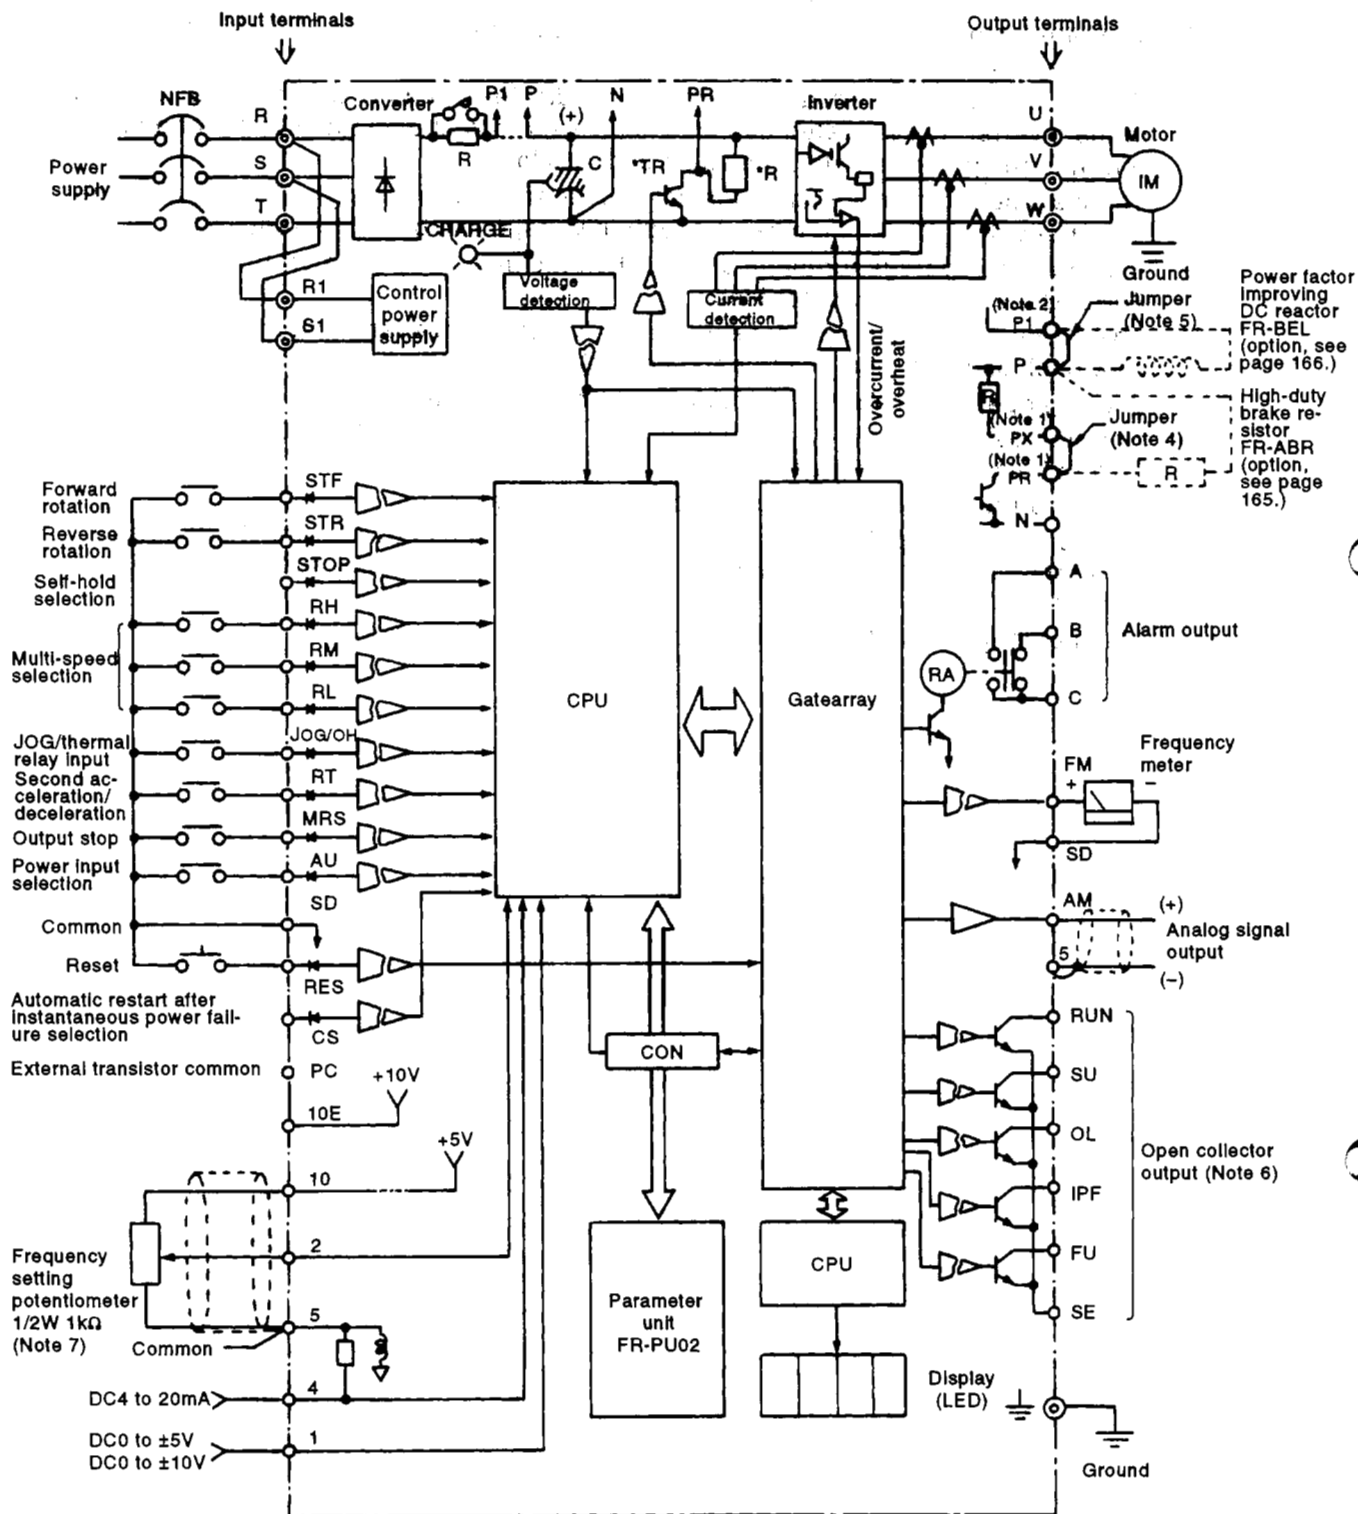 Input terminals
Output terminals
NFB
R
Converter
P1
P
N
PR
Inverter
U
(+)
Motor
R
C
*TR
*R
V
IM
Power
supply
S
T
W
CHARGE
R1
S1
Control
power
supply
Voltage
detection
Current
detection
Overcurrent/
overheat
Ground
(Note 2)
P1
Jumper
(Note 5)
Power factor
improving
DC reactor
FR-BEL
(option, see
page 166.)
P
R
(Note 1)
PX
Jumper
(Note 4)
(Note 1)
PR
R
High-duty
brake re-
sistor
FR-ABR
(option,
see page
165.)
N
Forward
rotation
STF
Reverse
rotation
STR
Self-hold
selection
STOP
RH
Multi-speed
selection
RM
RL
JOG/thermal
relay input
JOG/OH
Second ac-
celeration/
deceleration
RT
Output stop
MRS
Power input
selection
AU
SD
Common
Reset
RES
Automatic restart after
instantaneous power fail-
ure selection
CS
External transistor common
PC
+10V
10E
+5V
10
2
Frequency
setting
potentiometer
1/2W 1kΩ
(Note 7)
5
Common
DC4 to 20mA
4
DC0 to ±5V
DC0 to ±10V
1
CPU
Gatearray
CON
Parameter
unit
FR-PU02
CPU
Display
(LED)
A
B
C
Alarm output
RA
FM
+
−
Frequency
meter
SD
AM
(+)
Analog signal
output
5
(−)
RUN
SU
OL
IPF
FU
SE
Open collector
output (Note 6)
Ground